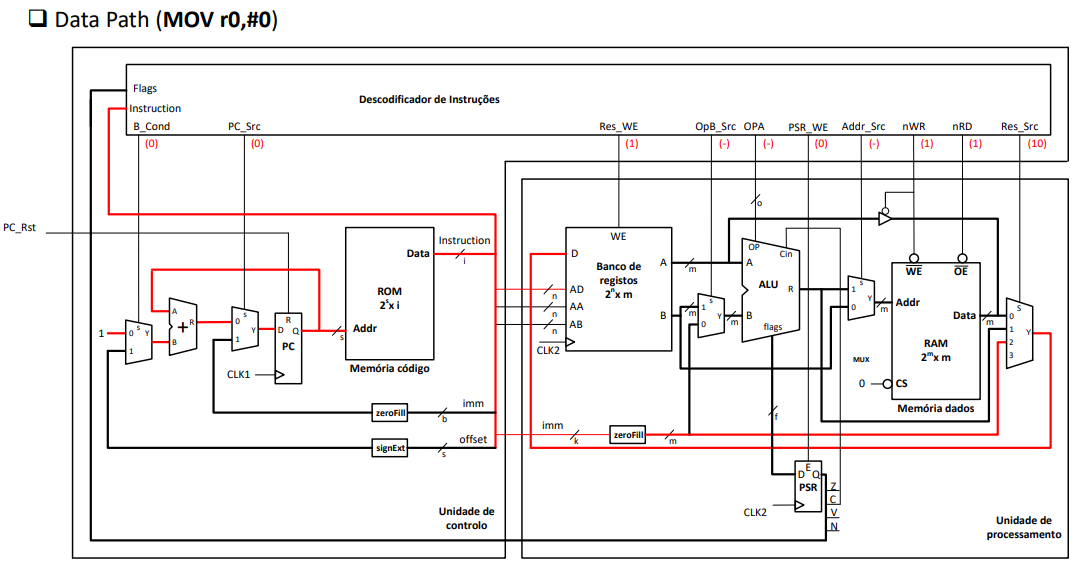 ❑ Data Path (MOV r0,#0)
Flags
Instruction
Descodificador de Instruções
B_Cond
PC_Src
Res_WE
OpB_Src
OPA
PSR_WE
Addr_Src
nWR
nRD
Res_Src
(0)
(0)
(1)
(-)
(-)
(0)
(-)
(1)
(1)
(10)
PC_Rst
1
0
1
S
Y
A
B
+
R
0
1
S
Y
R
D
Q
PC
CLK1
Data
ROM
2^s x i
Addr
Memória código
s
Instruction
i
zeroFill
imm
b
signExt
offset
s
Unidade de
controlo
WE
D
Banco de
registos
2^n x m
AD
AA
AB
n
n
n
CLK2
A
B
m
m
1
0
S
Y
m
o
OP
Cin
A
B
ALU
R
flags
f
1
0
S
Y
m
MUX
WE
OE
Addr
Data
m
RAM
2^m x m
0
CS
Memória dados
0
1
2
3
S
Y
imm
k
zeroFill
m
D
E
Q
PSR
CLK2
Z
C
V
N
Unidade de
processamento